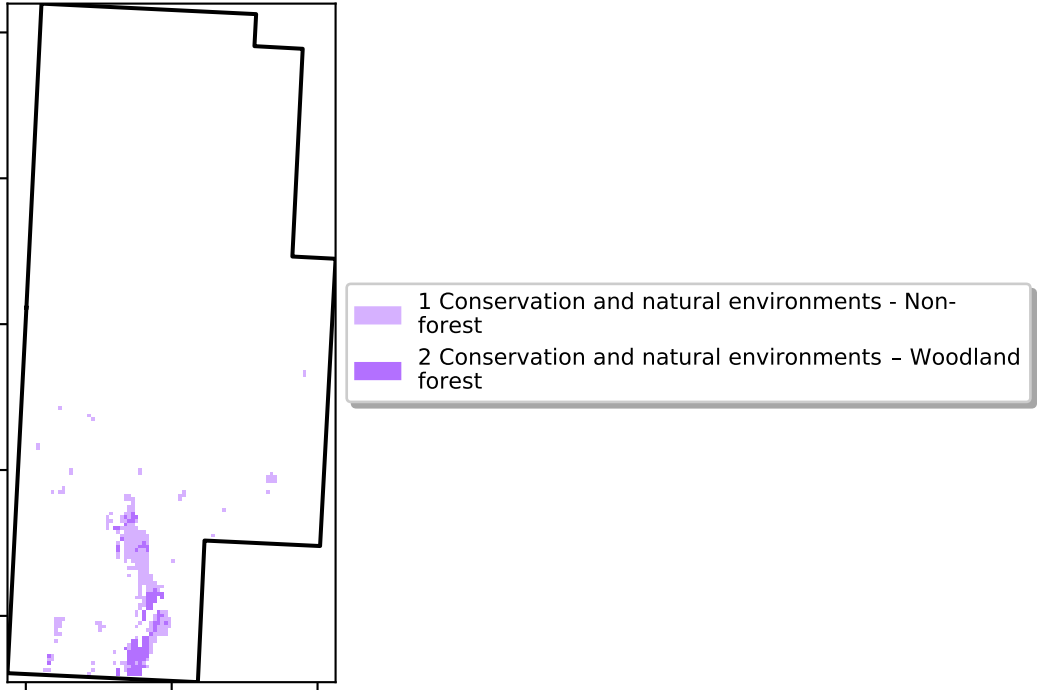 1 Conservation and natural environments - Non-
forest
2 Conservation and natural environments – Woodland
forest